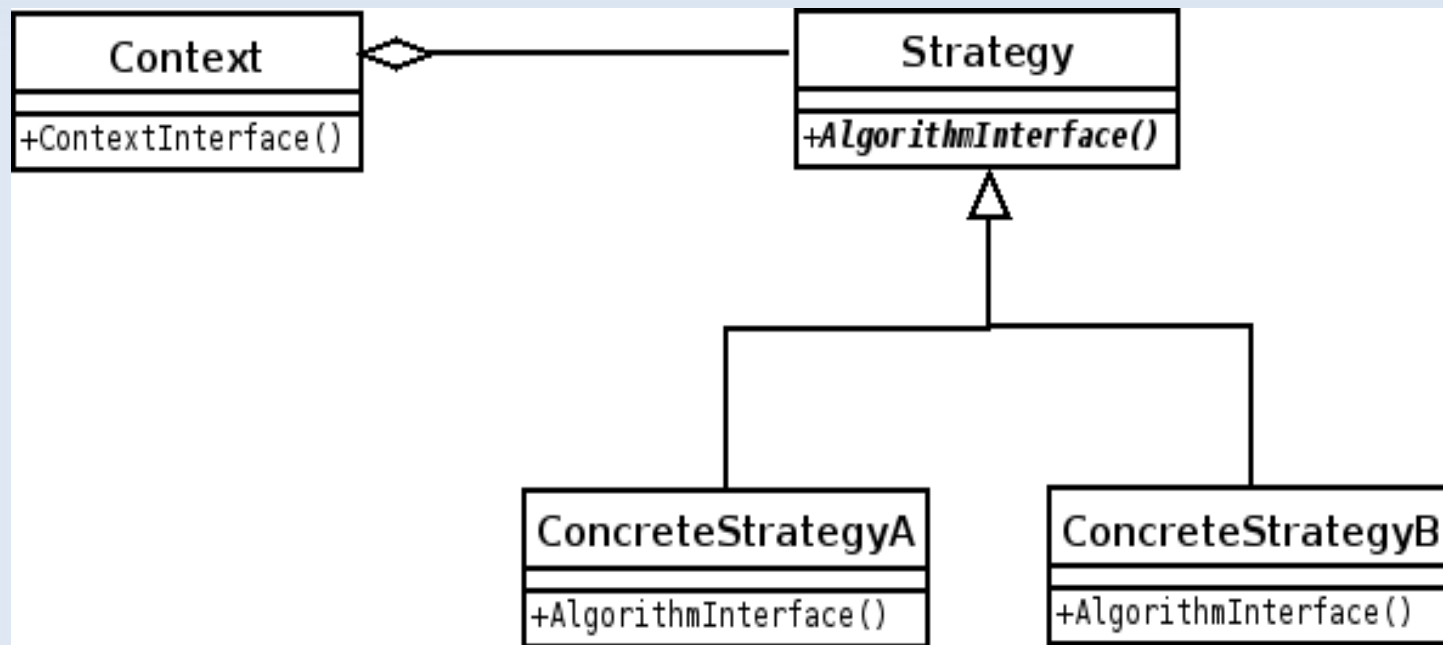 Context
+ContextInterface()
Strategy
+AlgorithmInterface()
ConcreteStrategyA
+AlgorithmInterface()
ConcreteStrategyB
+AlgorithmInterface()